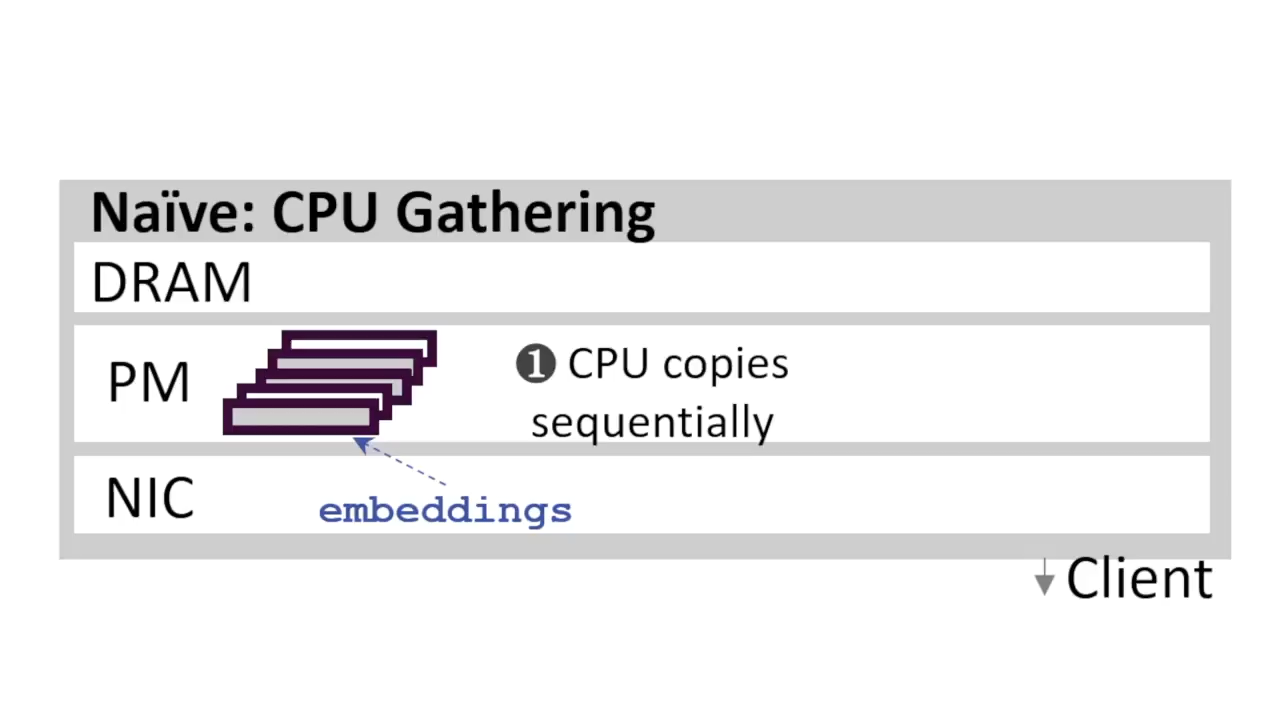 Naïve: CPU Gathering
DRAM
PM
❶ CPU copies
sequentially
NIC
embeddings
Client